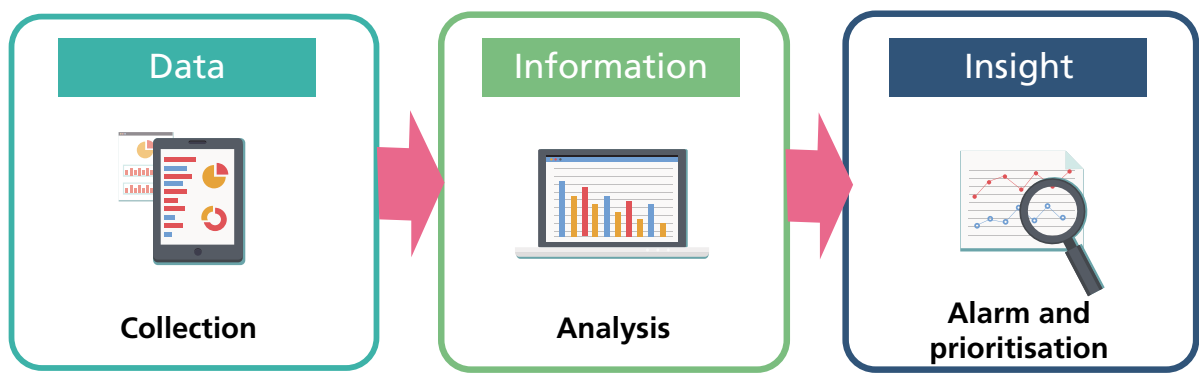 Data
Information
Insight
Collection
Analysis
Alarm and
prioritisation